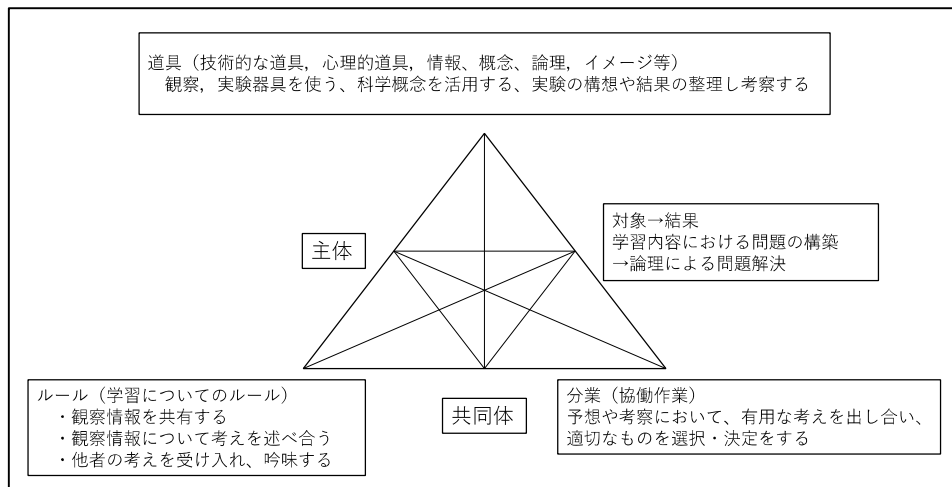 道具（技術的な道具，心理的道具，情報、概念、論理，イメージ等）
観察，実験器具を使う、科学概念を活用する、実験の構想や結果の整理し考察する
主体
対象→結果
学習内容における問題の構築
→論理による問題解決
ルール（学習についてのルール）
・観察情報を共有する
・観察情報について考えを述べ合う
・他者の考えを受け入れ、吟味する
共同体
分業（協働作業）
予想や考察において、有用な考えを出し合い、
適切なものを選択・決定をする